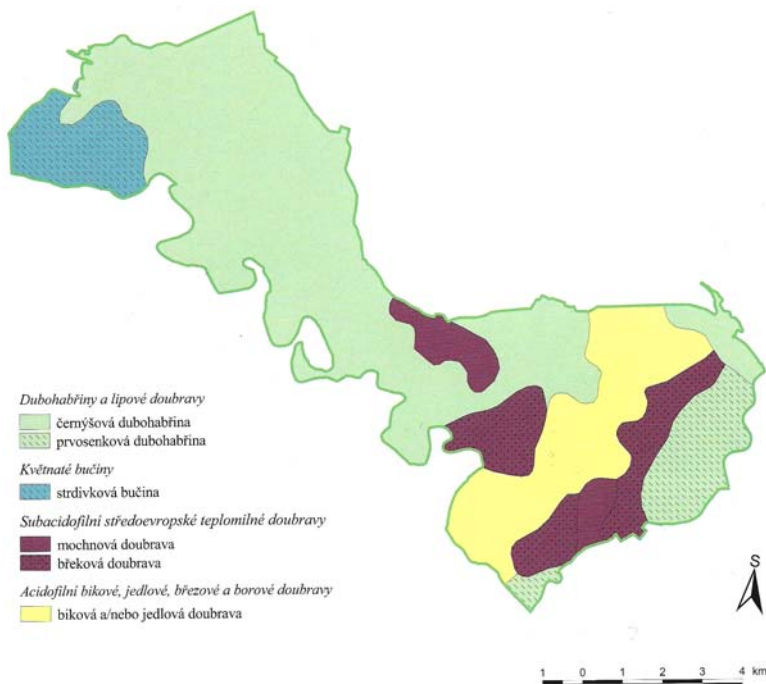 Dubohabřiny a lipové doubravy
černýšová dubohabřina
prvosenková dubohabřina
Květnaté bučiny
strdivková bučina
Subacidofilní středoevropské teplomilné doubravy
mochnová doubrava
břeková doubrava
Acidofilní bikové, jedlové, březové a borové doubravy
biková a/nebo jedlová doubrava
S
1 0 1 2 3 4 km